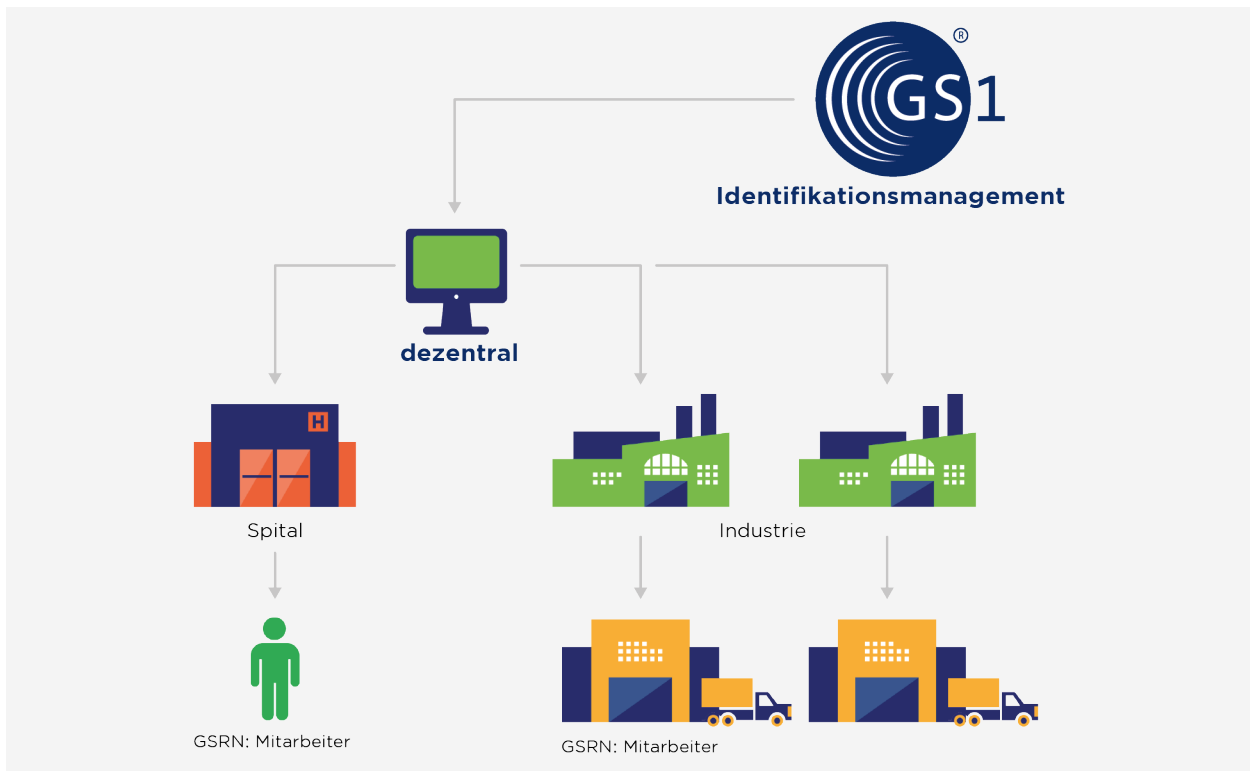 GS1®
Identifikationsmanagement
dezentral
H
Spital
Industrie
GSRN: Mitarbeiter
GSRN: Mitarbeiter